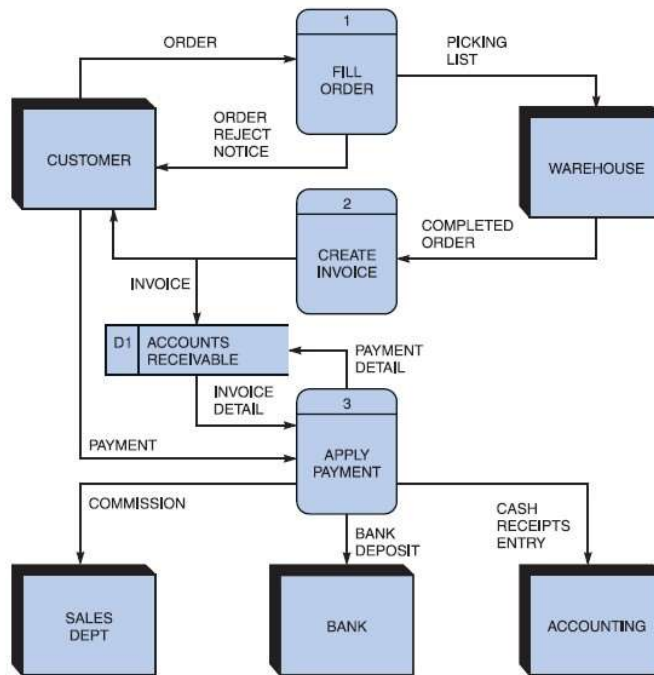 1
ORDER
PICKING
LIST
FILL
ORDER
ORDER
REJECT
NOTICE
CUSTOMER
WAREHOUSE
2
COMPLETED
ORDER
CREATE
INVOICE
INVOICE
D1
ACCOUNTS
RECEIVABLE
PAYMENT
DETAIL
INVOICE
DETAIL
3
PAYMENT
APPLY
PAYMENT
COMMISSION
BANK
DEPOSIT
CASH
RECEIPTS
ENTRY
SALES
DEPT
BANK
ACCOUNTING